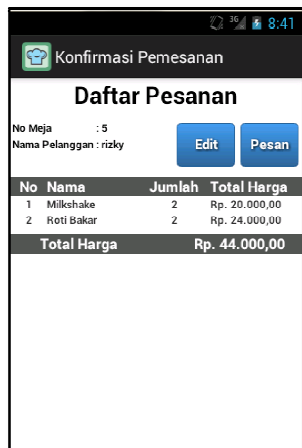 3G 8:41
Konfirmasi Pemesanan
Daftar Pesanan
No Meja : 5
Nama Pelanggan : rizky
Edit Pesan
No Nama Jumlah Total Harga
1 Milkshake 2 Rp. 20.000,00
2 Roti Bakar 2 Rp. 24.000,00
Total Harga Rp. 44.000,00